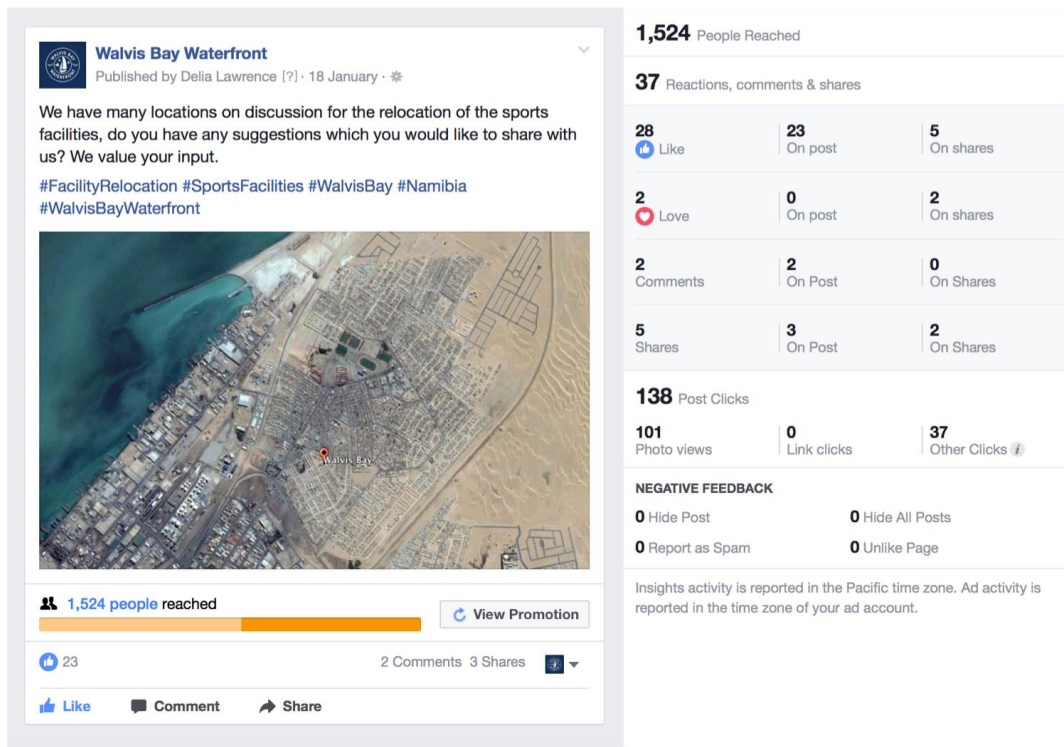 Walvis Bay Waterfront
Published by Delia Lawrence [?] · 18 January ·
We have many locations on discussion for the relocation of the sports
facilities, do you have any suggestions which you would like to share with
us? We value your input.
#FacilityRelocation #SportsFacilities #WalvisBay #Namibia
#WalvisBayWaterfront
Walvis Bay
1,524 people reached
View Promotion
23
2 Comments 3 Shares
Like Comment Share
1,524 People Reached
37 Reactions, comments & shares
28 23 5
Like On post On shares
2 0 2
Love On post On shares
2 2 0
Comments On Post On Shares
5 3 2
Shares On Post On Shares
138 Post Clicks
101 0 37
Photo views Link clicks Other Clicks i
NEGATIVE FEEDBACK
0 Hide Post 0 Hide All Posts
0 Report as Spam 0 Unlike Page
Insights activity is reported in the Pacific time zone. Ad activity is
reported in the time zone of your ad account.